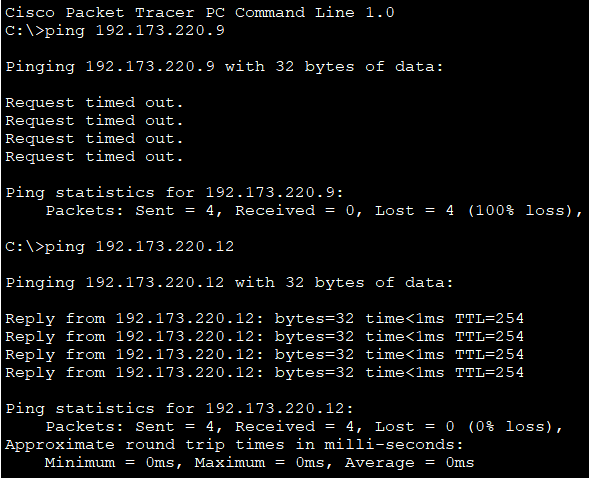 Cisco Packet Tracer PC Command Line 1.0
C:\>ping 192.173.220.9
Pinging 192.173.220.9 with 32 bytes of data:
Request timed out.
Request timed out.
Request timed out.
Request timed out.
Ping statistics for 192.173.220.9:
    Packets: Sent = 4, Received = 0, Lost = 4 (100% loss),
C:\>ping 192.173.220.12
Pinging 192.173.220.12 with 32 bytes of data:
Reply from 192.173.220.12: bytes=32 time<1ms TTL=254
Reply from 192.173.220.12: bytes=32 time<1ms TTL=254
Reply from 192.173.220.12: bytes=32 time<1ms TTL=254
Reply from 192.173.220.12: bytes=32 time<1ms TTL=254
Ping statistics for 192.173.220.12:
    Packets: Sent = 4, Received = 4, Lost = 0 (0% loss),
Approximate round trip times in milli-seconds:
    Minimum = 0ms, Maximum = 0ms, Average = 0ms